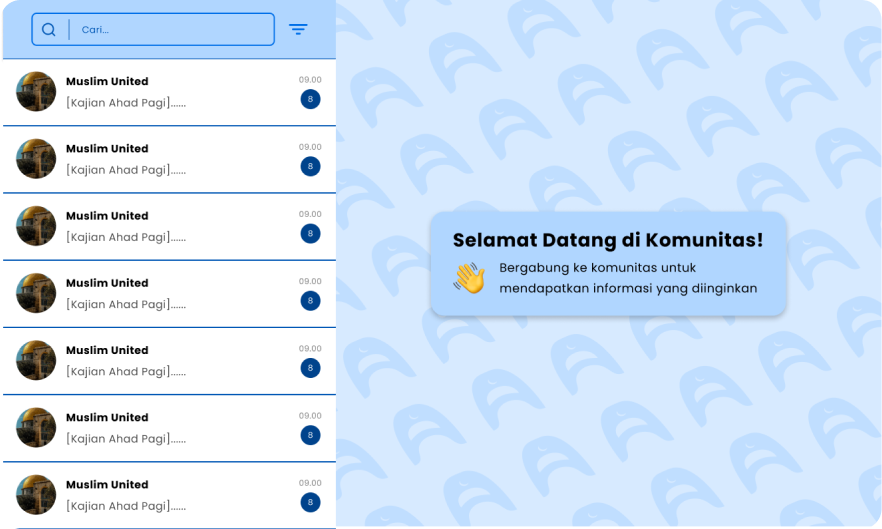 Cari...
Muslim United
09.00
[Kajian Ahad Pagi]......
8
Muslim United
09.00
[Kajian Ahad Pagi]......
8
Muslim United
09.00
[Kajian Ahad Pagi]......
8
Muslim United
09.00
[Kajian Ahad Pagi]......
8
Muslim United
09.00
[Kajian Ahad Pagi]......
8
Muslim United
09.00
[Kajian Ahad Pagi]......
8
Muslim United
09.00
[Kajian Ahad Pagi]......
8
Selamat Datang di Komunitas!
Bergabung ke komunitas untuk
mendapatkan informasi yang diinginkan